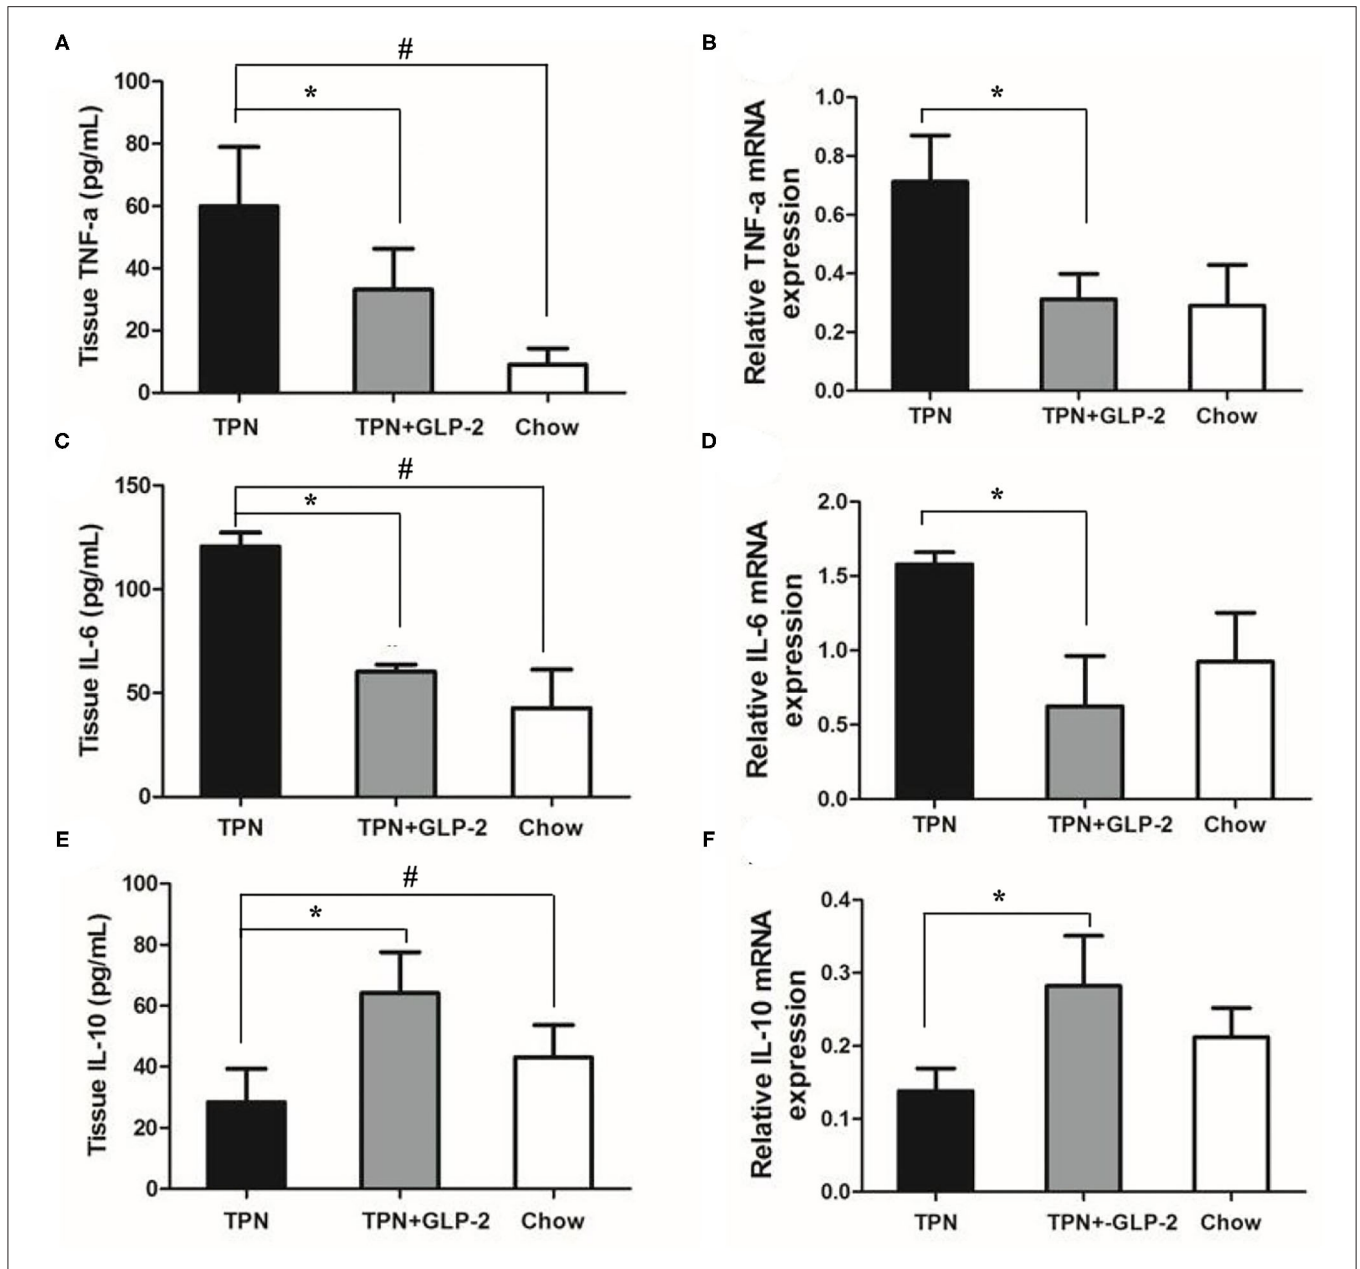 A
#
*
Tissue TNF-a (pg/mL)
100
80
60
40
20
0
TPN TPN+GLP-2 Chow
B
*
Relative TNF-a mRNA
expression
1.0
0.8
0.6
0.4
0.2
0.0
TPN TPN+GLP-2 Chow
C
#
*
Tissue IL-6 (pg/mL)
150
100
50
0
TPN TPN+GLP-2 Chow
D
*
Relative IL-6 mRNA
expression
2.0
1.5
1.0
0.5
0.0
TPN TPN+GLP-2 Chow
E
#
*
Tissue IL-10 (pg/mL)
100
80
60
40
20
0
TPN TPN+GLP-2 Chow
F
*
Relative IL-10 mRNA
expression
0.4
0.3
0.2
0.1
0.0
TPN TPN+-GLP-2 Chow